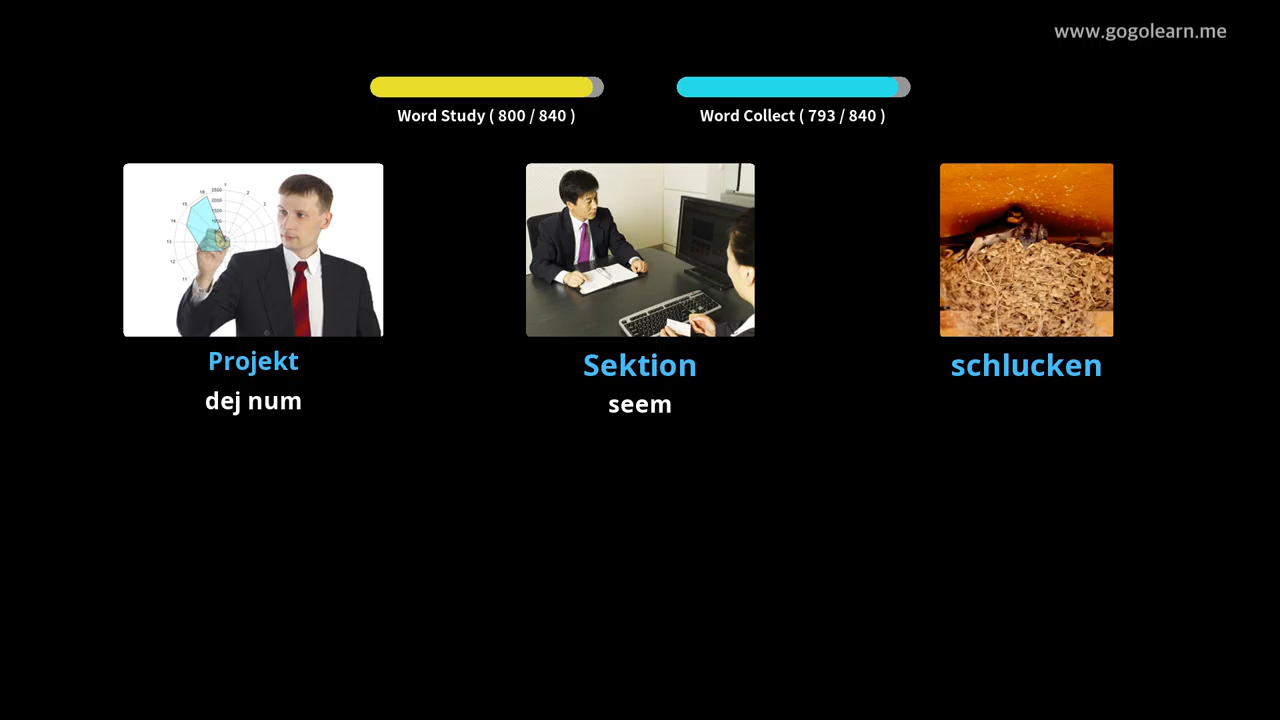 www.gogolearn.me
Word Study ( 800 / 840 )
Word Collect ( 793 / 840 )
Projekt
dej num
Sektion
seem
schlucken